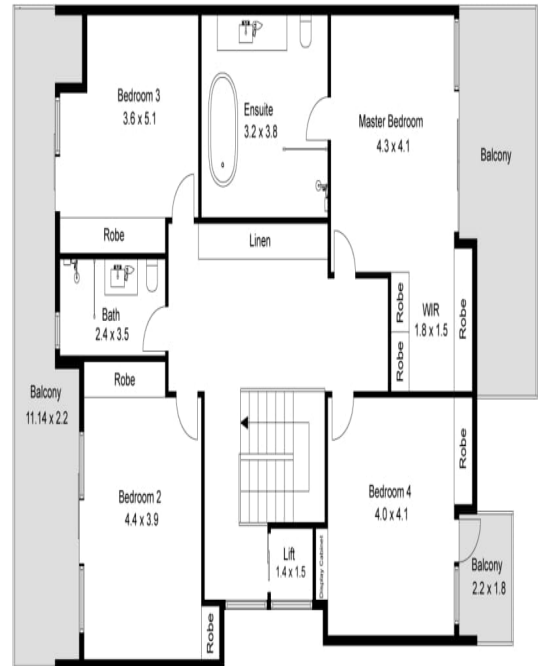 Bedroom 3
3.6 x 5.1
Ensuite
3.2 x 3.8
Master Bedroom
4.3 x 4.1
Balcony
Robe
Linen
Bath
2.4 x 3.5
Robe
Robe
WIR
1.8 x 1.5
Robe
Robe
Balcony
11.14 x 2.2
Bedroom 2
4.4 x 3.9
Bedroom 4
4.0 x 4.1
Robe
Lift
1.4 x 1.5
Display Cabinet
Balcony
2.2 x 1.8
Robe